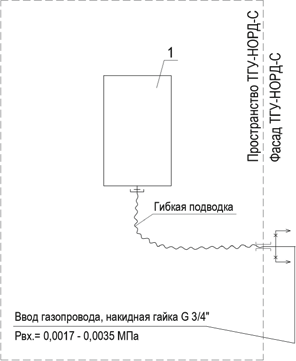 1
Пространство ТГУ-НОРД-С
Фасад ТГУ-НОРД-С
Гибкая подводка
Ввод газопровода, накидная гайка G 3/4"
Рвх.= 0,0017 - 0,0035 МПа